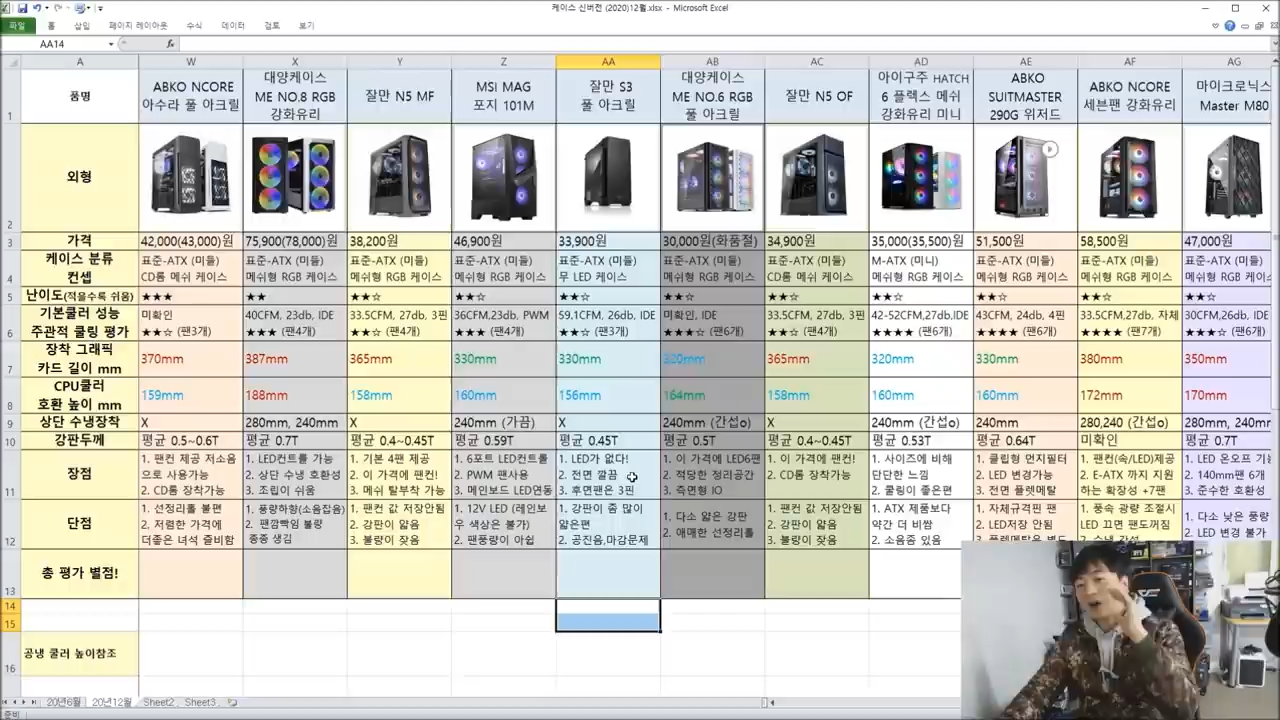 케이스 신버전 (2020)12월.xlsx - Microsoft Excel
파일 홈 삽입 페이지 레이아웃 수식 데이터 검토 보기
AA14 fx
A W X Y Z AA AB AC AD AE AF AG
1 품명
ABKO NCORE
아수라 풀 아크릴
대양케이스
ME NO.8 RGB
강화유리
잘만 N5 MF
MSI MAG
포지 101M
잘만 S3
풀 아크릴
대양케이스
ME NO.6 RGB
풀 아크릴
잘만 N5 OF
아이구주 HATCH
6 플렉스 메쉬
강화유리 미니
ABKO
SUITMASTER
290G 위저드
ABKO NCORE
세븐팬 강화유리
마이크로닉스
Master M80
2 외형
3 가격 42,000(43,000)원 75,900(78,000)원 38,200원 46,900원 33,900원 30,000원(화품절) 34,900원 35,000(35,500)원 51,500원 58,500원 47,000원
4 케이스 분류 표준-ATX (미들) 표준-ATX (미들) 표준-ATX (미들) 표준-ATX (미들) 표준-ATX (미들) 표준-ATX (미들) 표준-ATX (미들) M-ATX (미니) 표준-ATX (미들) 표준-ATX (미들) 표준-ATX (미들)
컨셉 CD롬 메쉬 케이스 메쉬형 RGB 케이스 메쉬형 RGB 케이스 메쉬형 RGB 케이스 무 LED 케이스 메쉬형 RGB 케이스 CD롬 메쉬 케이스 메쉬형 RGB 케이스 메쉬형 RGB 케이스 메쉬형 RGB 케이스 메쉬형 RGB 케이스
5 난이도(적을수록 쉬움) ★★★ ★★ ★★☆ ★★☆ ★★☆ ★★☆ ★★☆ ★★☆ ★★☆ ★★☆ ★★☆
6 기본쿨러 성능 미확인 40CFM, 23db, IDE 33.5CFM, 27db, 3핀 36CFM,23db, PWM 59.1CFM, 26db, IDE 미확인, IDE 33.5CFM, 27db, 3핀 42-52CFM,27db,IDE 43CFM, 24db, 4핀 33.5CFM,27db, 자체 30CFM,26db, IDE
주관적 쿨링 평가 ★★☆ (팬3개) ★★★ (팬4개) ★★☆ (팬4개) ★★★ (팬4개) ★★☆ (팬3개) ★★★☆ (팬6개) ★★☆ (팬4개) ★★★★ (팬6개) ★★★★ (팬6개) ★★★★ (팬7개) ★★★☆ (팬6개)
7 장착 그래픽
카드 길이 mm
370mm 387mm 365mm 330mm 330mm 320mm 365mm 320mm 330mm 380mm 350mm
8 CPU쿨러
호환 높이 mm
159mm 188mm 158mm 160mm 156mm 164mm 158mm 160mm 160mm 172mm 170mm
9 상단 수냉장착 X 280mm, 240mm X 240mm (가끔) X 240mm (간섭o) X 240mm (간섭o) 240mm 280,240 (간섭o) 280mm, 240mm
10 강판두께 평균 0.5~0.6T 평균 0.7T 평균 0.4~0.45T 평균 0.59T 평균 0.45T 평균 0.5T 평균 0.4~0.45T 평균 0.53T 평균 0.64T 미확인 평균 0.7T
11 장점
1. 팬컨 제공 저소음
으로 사용가능
2. CD롬 장착가능
1. LED컨트롤 가능
2. 상단 수냉 호환성
3. 조립이 쉬움
1. 기본 4팬 제공
2. 이 가격에 팬컨!
3. 메쉬 탈부착 가능
1. 6포트 LED컨트롤
2. PWM 팬사용
3. 메인보드 LED연동
1. LED가 없다!
2. 전면 깔끔
3. 후면팬은 3핀
1. 이 가격에 LED6팬
2. 적당한 정리공간
3. 측면형 IO
1. 이 가격에 팬컨!
2. CD롬 장착가능
1. 사이즈에 비해
단단한 느낌
2. 쿨링이 좋은편
1. 클립형 먼지필터
2. LED 변경가능
3. 전면 플렛메탈
1. 팬컨(속/LED)제공
2. E-ATX 까지 지원
하는 확장성 +7팬
1. LED 온오프 기능
2. 140mm팬 6개
3. 준수한 호환성
12 단점
1. 선정리홀 불편
2. 저렴한 가격에
더좋은 녀석 즐비함
1. 풍량하향(소음잡음)
2. 팬깜빡임 불량
종종 생김
1. 팬컨 값 저장안됨
2. 강판이 얇음
3. 불량이 잦음
1. 12V LED (레인보
우 색상은 불가)
2. 팬풍량이 아쉽
1. 강판이 좀 많이
얇은편
2. 공진음,마감문제
1. 다소 얇은 강판
2. 애매한 선정리홀
1. 팬컨 값 저장안됨
2. 강판이 얇음
3. 불량이 잦음
1. ATX 제품보다
약간 더 비쌈
2. 소음좀 있음
1. 자체규격핀 팬
2. LED저장 안됨
1. 풍속 광량 조절시
LED 끄면 팬도꺼짐
1. 다소 낮은 풍량
2. LED 변경 불가
13 총 평가 별점!
14
15
16 공냉 쿨러 높이참조
20년6월 20년12월 Sheet2 Sheet3
준비